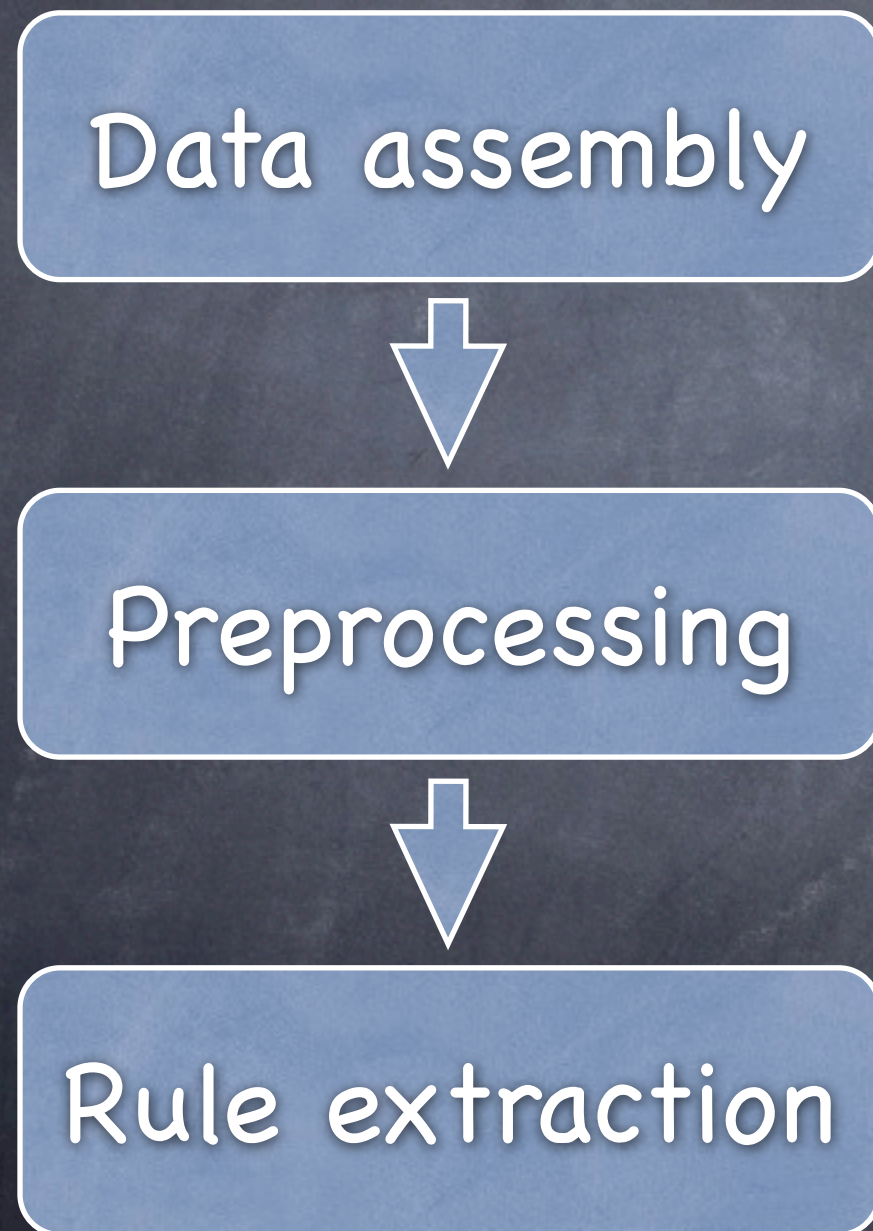 Data assembly
Preprocessing
Rule extraction